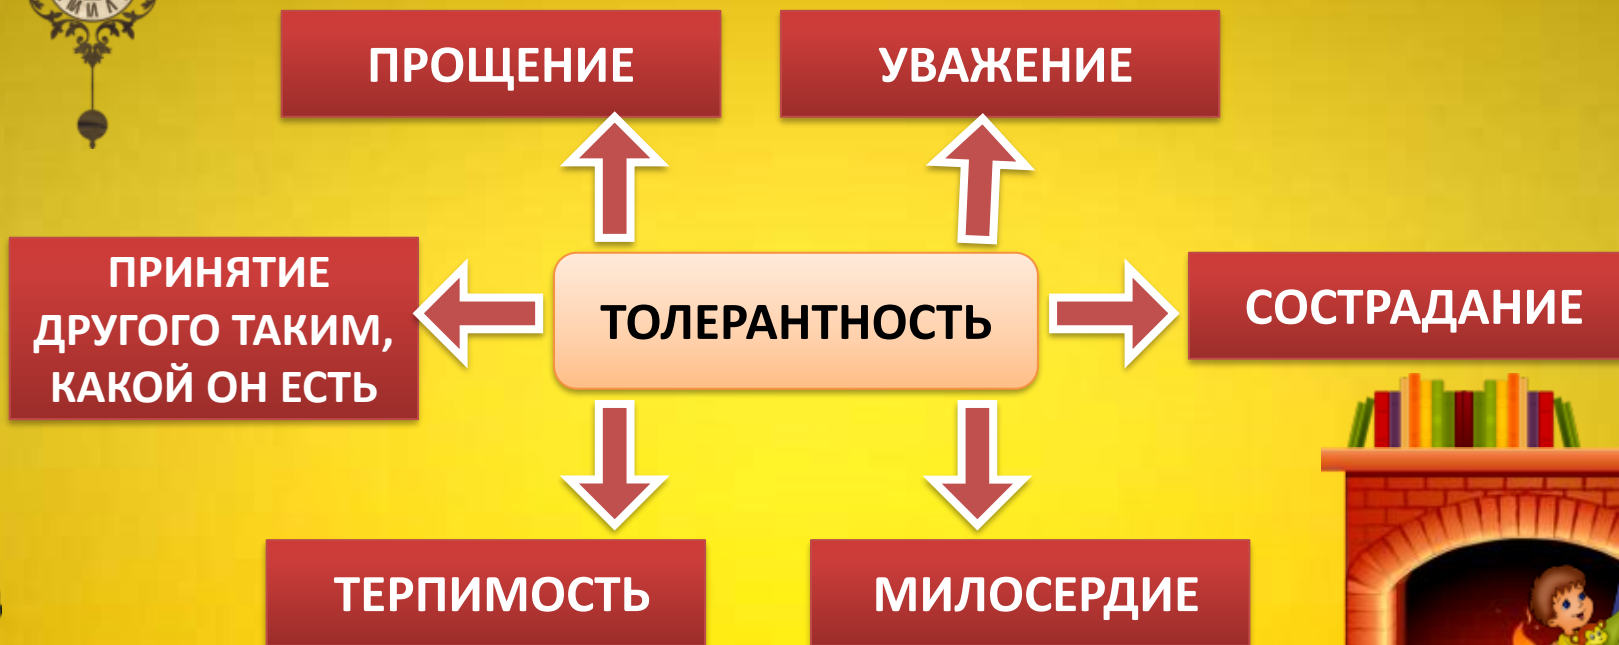 ПРОЩЕНИЕ
УВАЖЕНИЕ
ПРИНЯТИЕ
ДРУГОГО ТАКИМ,
КАКОЙ ОН ЕСТЬ
ТОЛЕРАНТНОСТЬ
СОСТРАДАНИЕ
ТЕРПИМОСТЬ
МИЛОСЕРДИЕ